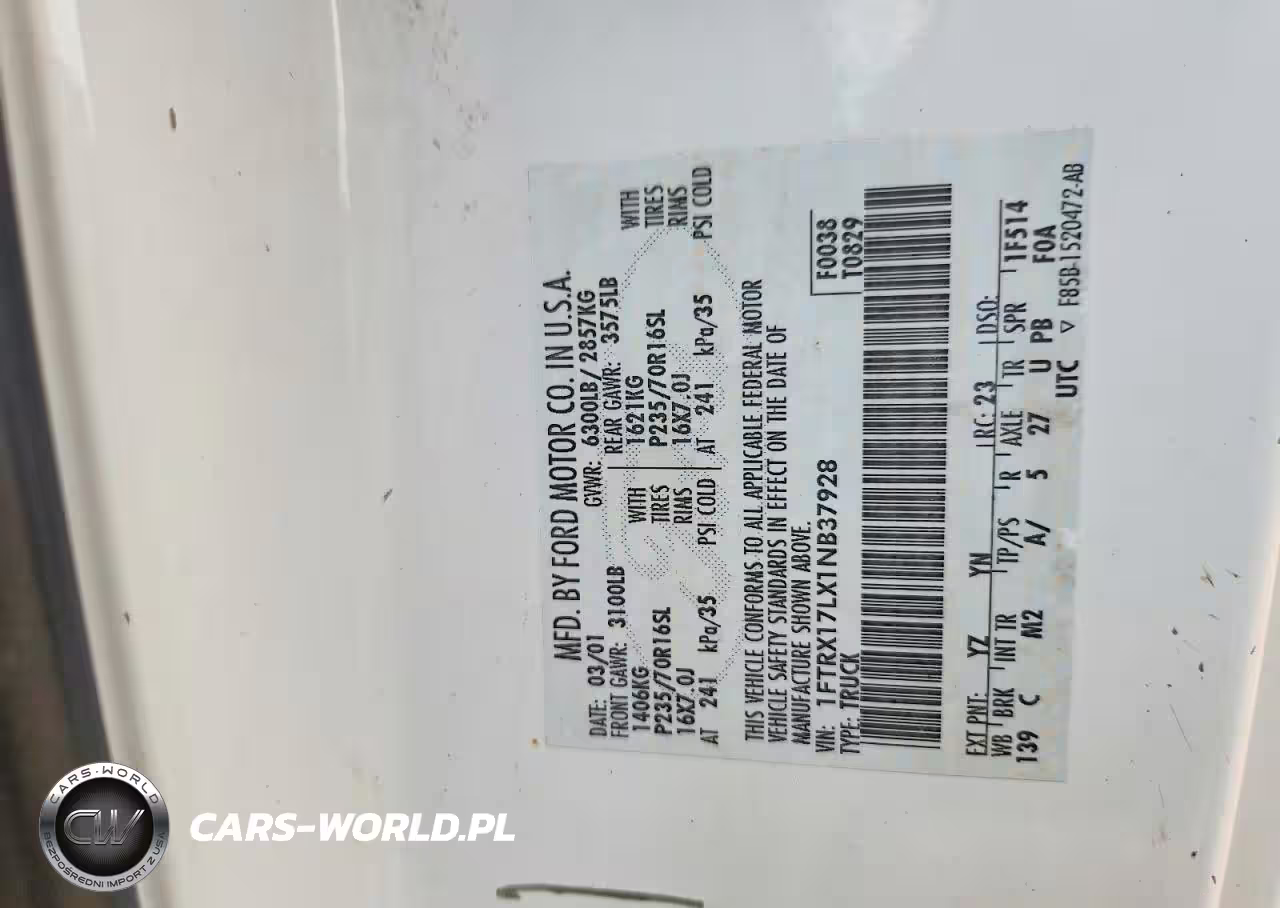 MFD. BY FORD MOTOR CO. IN U.S.A.
DATE: 03/01 GVWR: 6300LB/ 2857KG
FRONT GAWR: 3100LB REAR GAWR: 3575LB
1406KG WITH 1621KG WITH
P235/70R16SL TIRES P235/70R16SL TIRES
16X7.0J RIMS 16X7.0J RIMS
AT 241 kPa/35 PSI COLD AT 241 kPa/35 PSI COLD
THIS VEHICLE CONFORMS TO ALL APPLICABLE FEDERAL MOTOR
VEHICLE SAFETY STANDARDS IN EFFECT ON THE DATE OF
MANUFACTURE SHOWN ABOVE.
VIN: 1FTRX17LX1NB37928 F0038
TYPE: TRUCK T0829
EXT PNT: YZ YN RC: 23 DSO:
WB BRK INT TR TP/PS R AXLE TR SPR 1F514
139 C M2 A/ 5 27 U PB F0A
UTC ▽ F85B-1520472-AB
CARS-WORLD
CW
BEZPOŚREDNI IMPORT Z USA
CARS-WORLD.PL